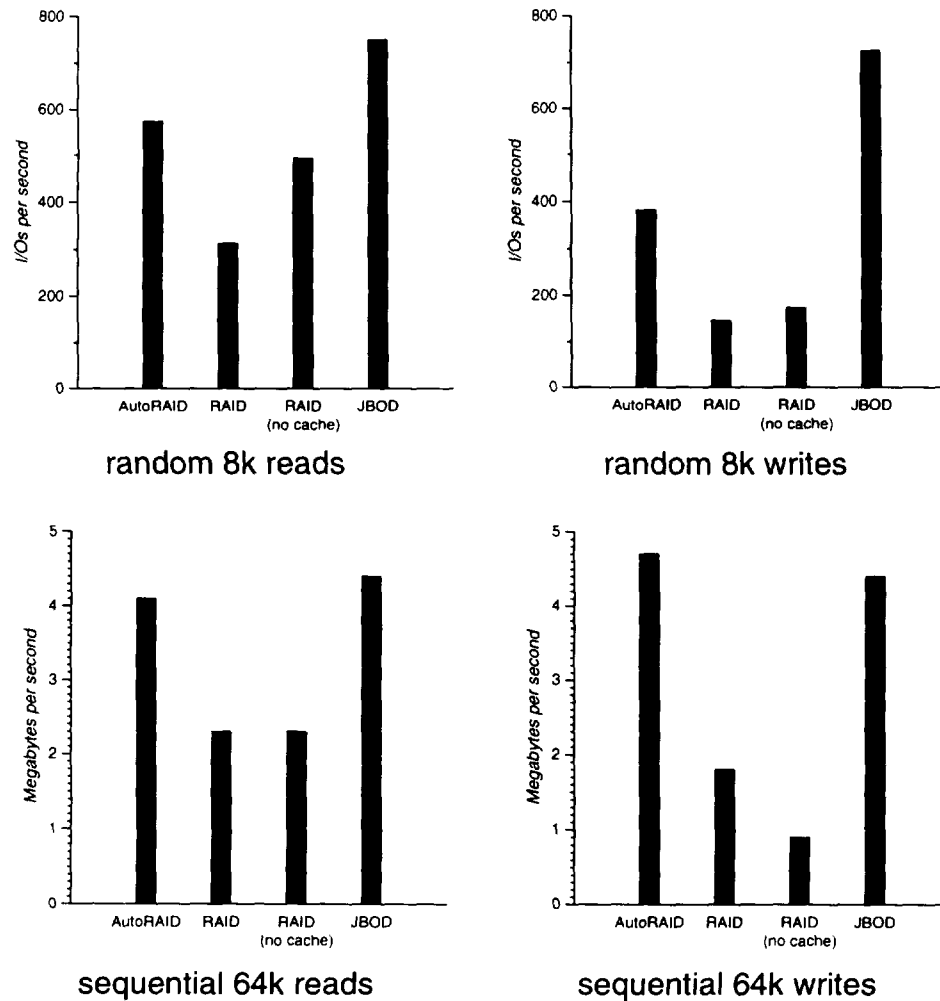 800
600
400
200
0
I/Os per second
AutoRAID RAID RAID JBOD
(no cache)
random 8k reads
800
600
400
200
0
I/Os per second
AutoRAID RAID RAID JBOD
(no cache)
random 8k writes
5
4
3
2
1
0
Megabytes per second
AutoRAID RAID RAID JBOD
(no cache)
sequential 64k reads
5
4
3
2
1
0
Megabytes per second
AutoRAID RAID RAID JBOD
(no cache)
sequential 64k writes